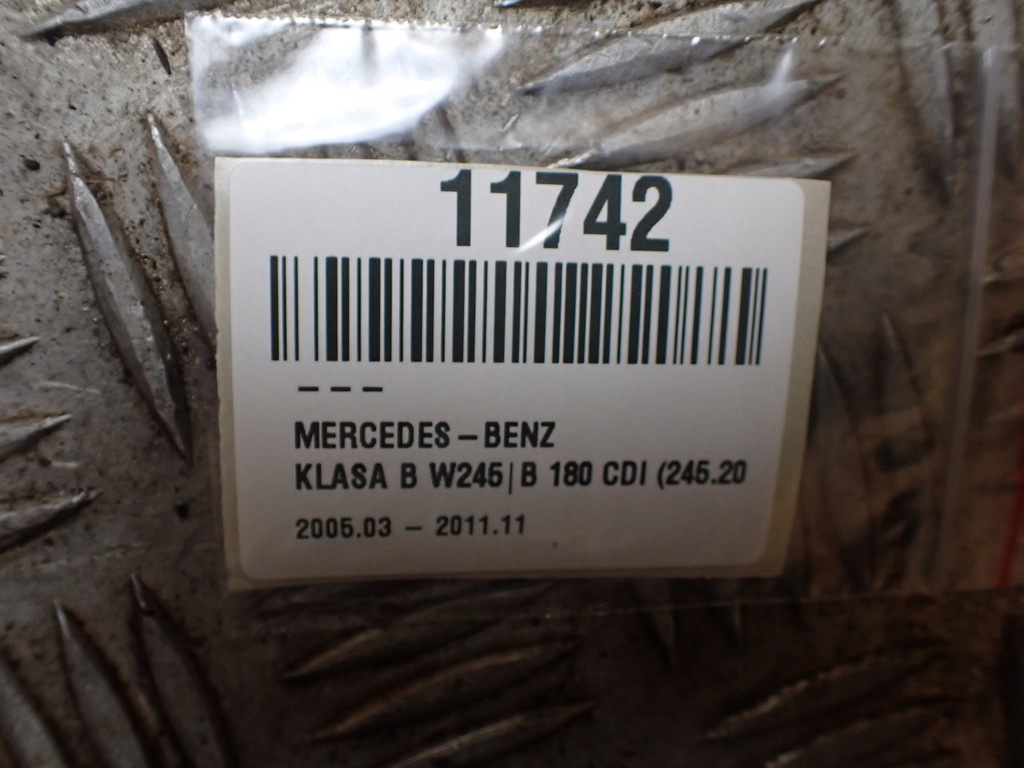 11742
– – –
MERCEDES – BENZ
KLASA B W245|B 180 CDI (245.20
2005.03 – 2011.11